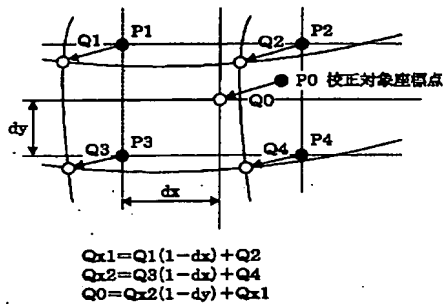 P1
P2
Q1
Q2
P0 校正対象座標点
Q0
dy
P3
P4
Q3
Q4
dx
Qx1=Q1(1-dx)+Q2
Qx2=Q3(1-dx)+Q4
Q0=Qx2(1-dy)+Qx1